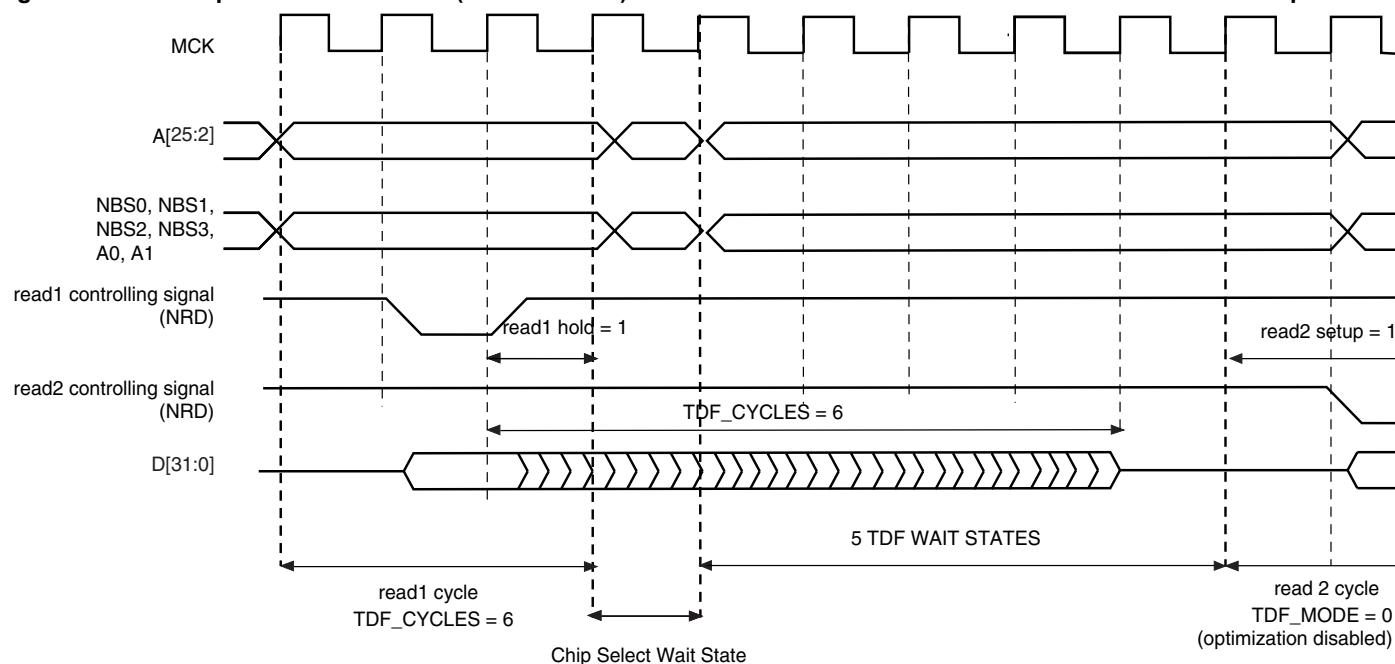 MCK
A[25:2]
NBS0, NBS1,
NBS2, NBS3,
A0, A1
read1 controlling signal
(NRD)
read1 hold = 1
read2 setup = 1
read2 controlling signal
(NRD)
TDF_CYCLES = 6
D[31:0]
5 TDF WAIT STATES
read1 cycle
TDF_CYCLES = 6
Chip Select Wait State
read 2 cycle
TDF_MODE = 0
(optimization disabled)